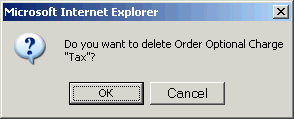 Microsoft Internet Explorer
Do you want to delete Order Optional Charge
"Tax"?
OK
Cancel